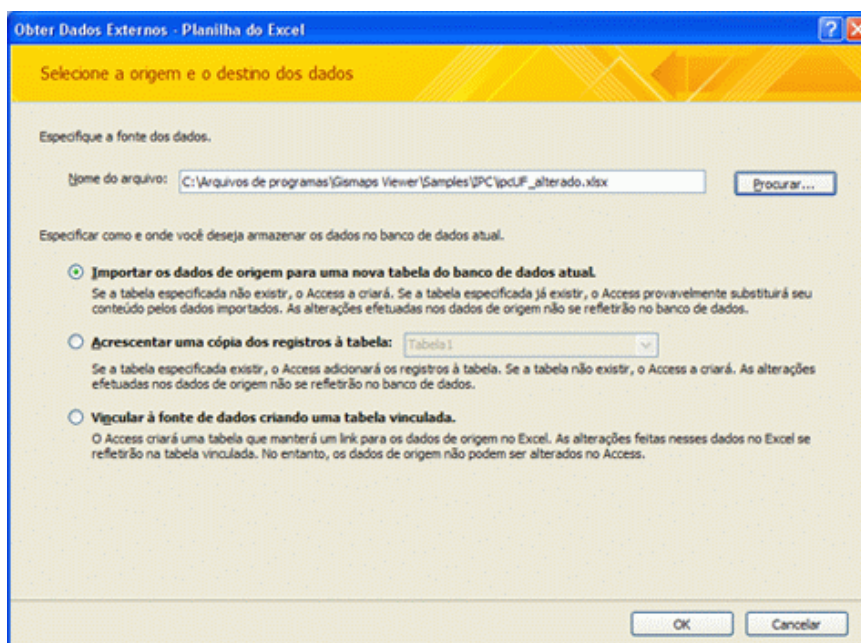 Obter Dados Externos - Planilha do Excel
Selecione a origem e o destino dos dados
Especifique a fonte dos dados.
Nome do arquivo: C:\Arquivos de programas\Gismaps Viewer\Samples\IPC\ipcUF_alterado.xlsx Procurar...
Especificar como e onde você deseja armazenar os dados no banco de dados atual.
Importar os dados de origem para uma nova tabela do banco de dados atual.
Se a tabela especificada não existir, o Access a criará. Se a tabela especificada já existir, o Access provavelmente substituirá seu
conteúdo pelos dados importados. As alterações efetuadas nos dados de origem não se refletirão no banco de dados.
Acrescentar uma cópia dos registros à tabela: Tabela1
Se a tabela especificada existir, o Access adicionará os registros à tabela. Se a tabela não existir, o Access a criará. As alterações
efetuadas nos dados de origem não se refletirão no banco de dados.
Vincular à fonte de dados criando uma tabela vinculada.
O Access criará uma tabela que manterá um link para os dados de origem no Excel. As alterações feitas nesses dados no Excel se
refletirão na tabela vinculada. No entanto, os dados de origem não podem ser alterados no Access.
OK Cancelar